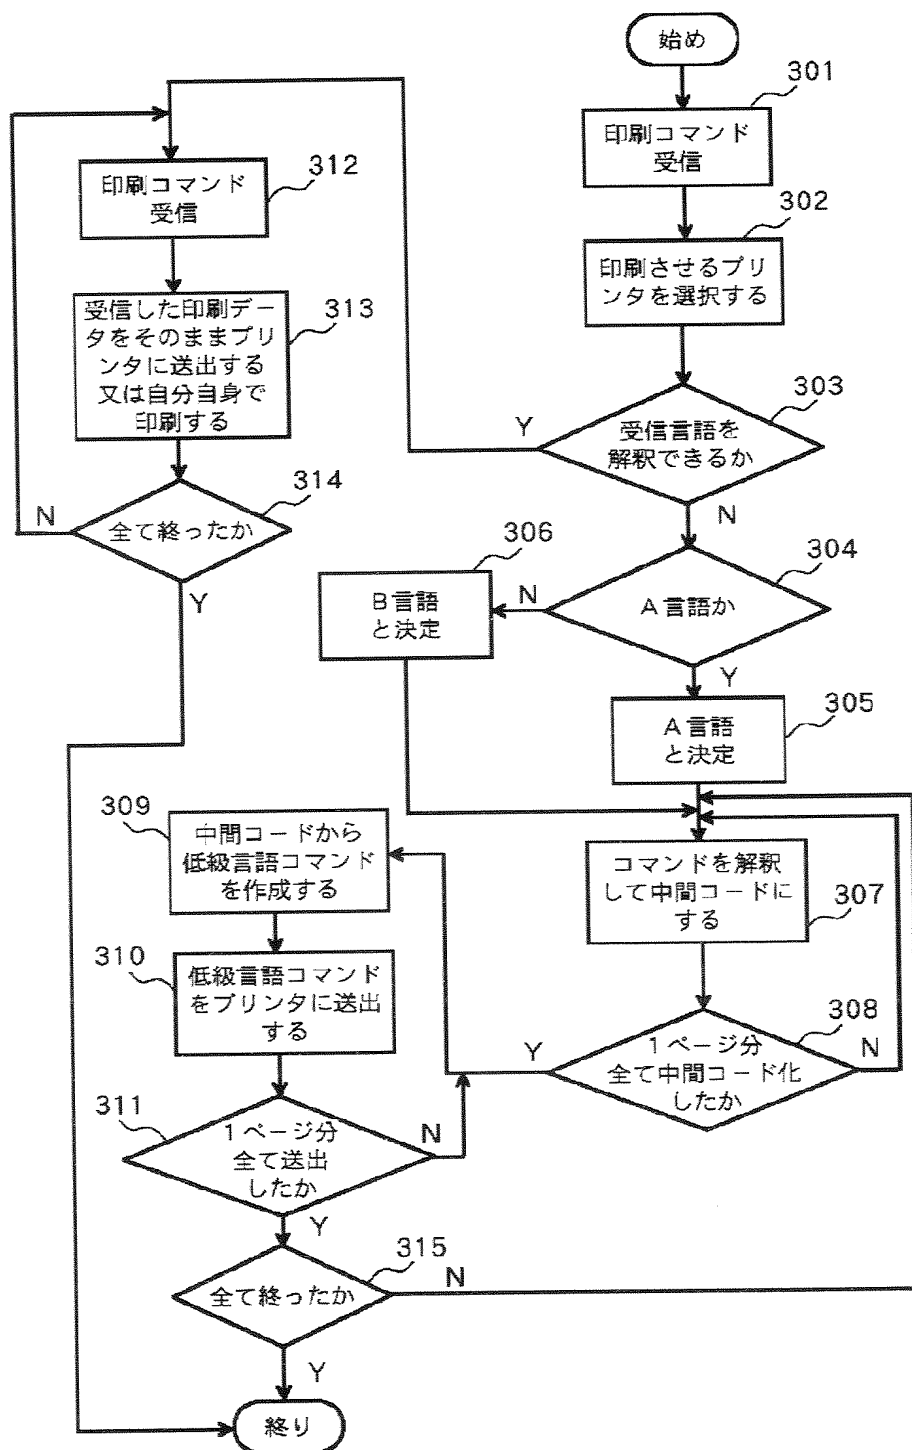 始め
301
印刷コマンド
受信
302
印刷させるプリ
ンタを選択する
303
受信言語を
解釈できるか
Y
N
304
A言語か
N
Y
306
B言語
と決定
305
A言語
と決定
307
コマンドを解釈
して中間コードに
する
308
1ページ分
全て中間コード化
したか
Y
N
309
中間コードから
低級言語コマンド
を作成する
310
低級言語コマンド
をプリンタに送出
する
311
1ページ分
全て送出
したか
N
Y
315
全て終ったか
N
Y
終り
312
印刷コマンド
受信
313
受信した印刷デー
タをそのままプリ
ンタに送出する
又は自分自身で
印刷する
314
全て終ったか
N
Y